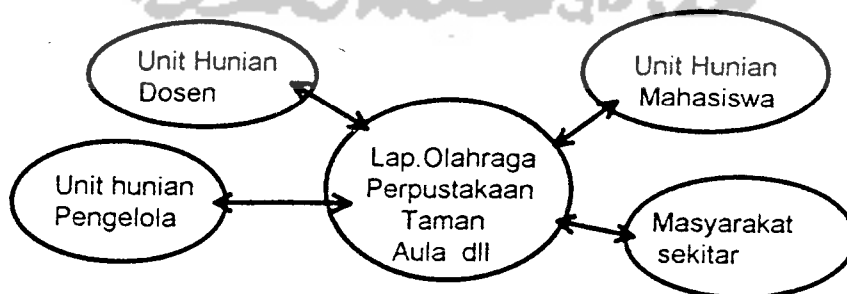 Unit Hunian
Dosen
Unit Hunian
Mahasiswa
Lap.Olahraga
Perpustakaan
Taman
Aula dll
Unit hunian
Pengelola
Masyarakat
sekitar